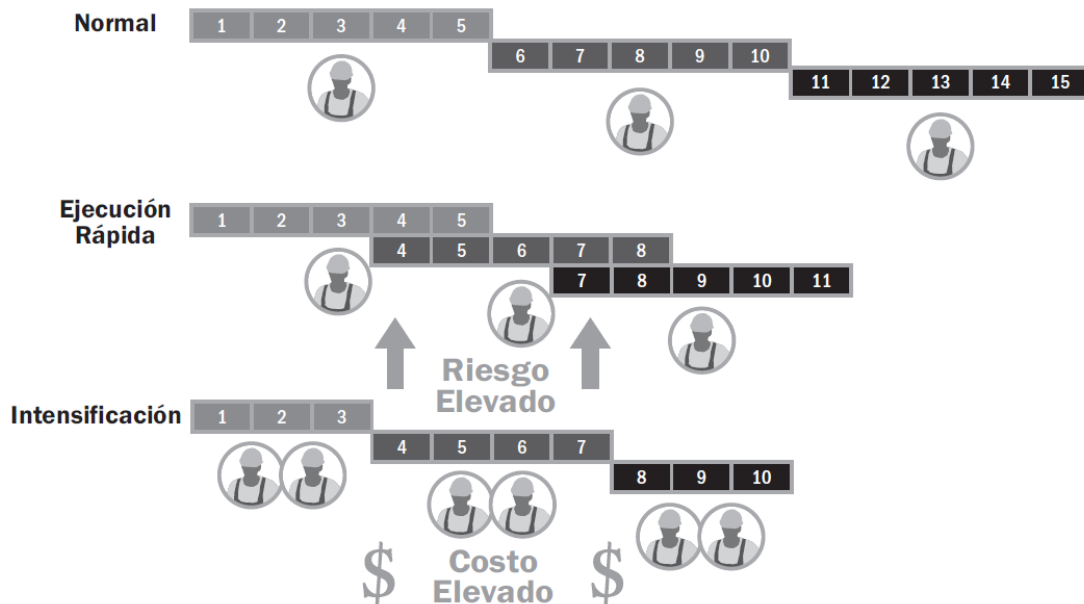 Normal
1 2 3 4 5
6 7 8 9 10
11 12 13 14 15
Ejecución
Rápida
1 2 3 4 5
4 5 6 7 8
7 8 9 10 11
Riesgo
Elevado
Intensificación
1 2 3
4 5 6 7
8 9 10
$ Costo $
Elevado